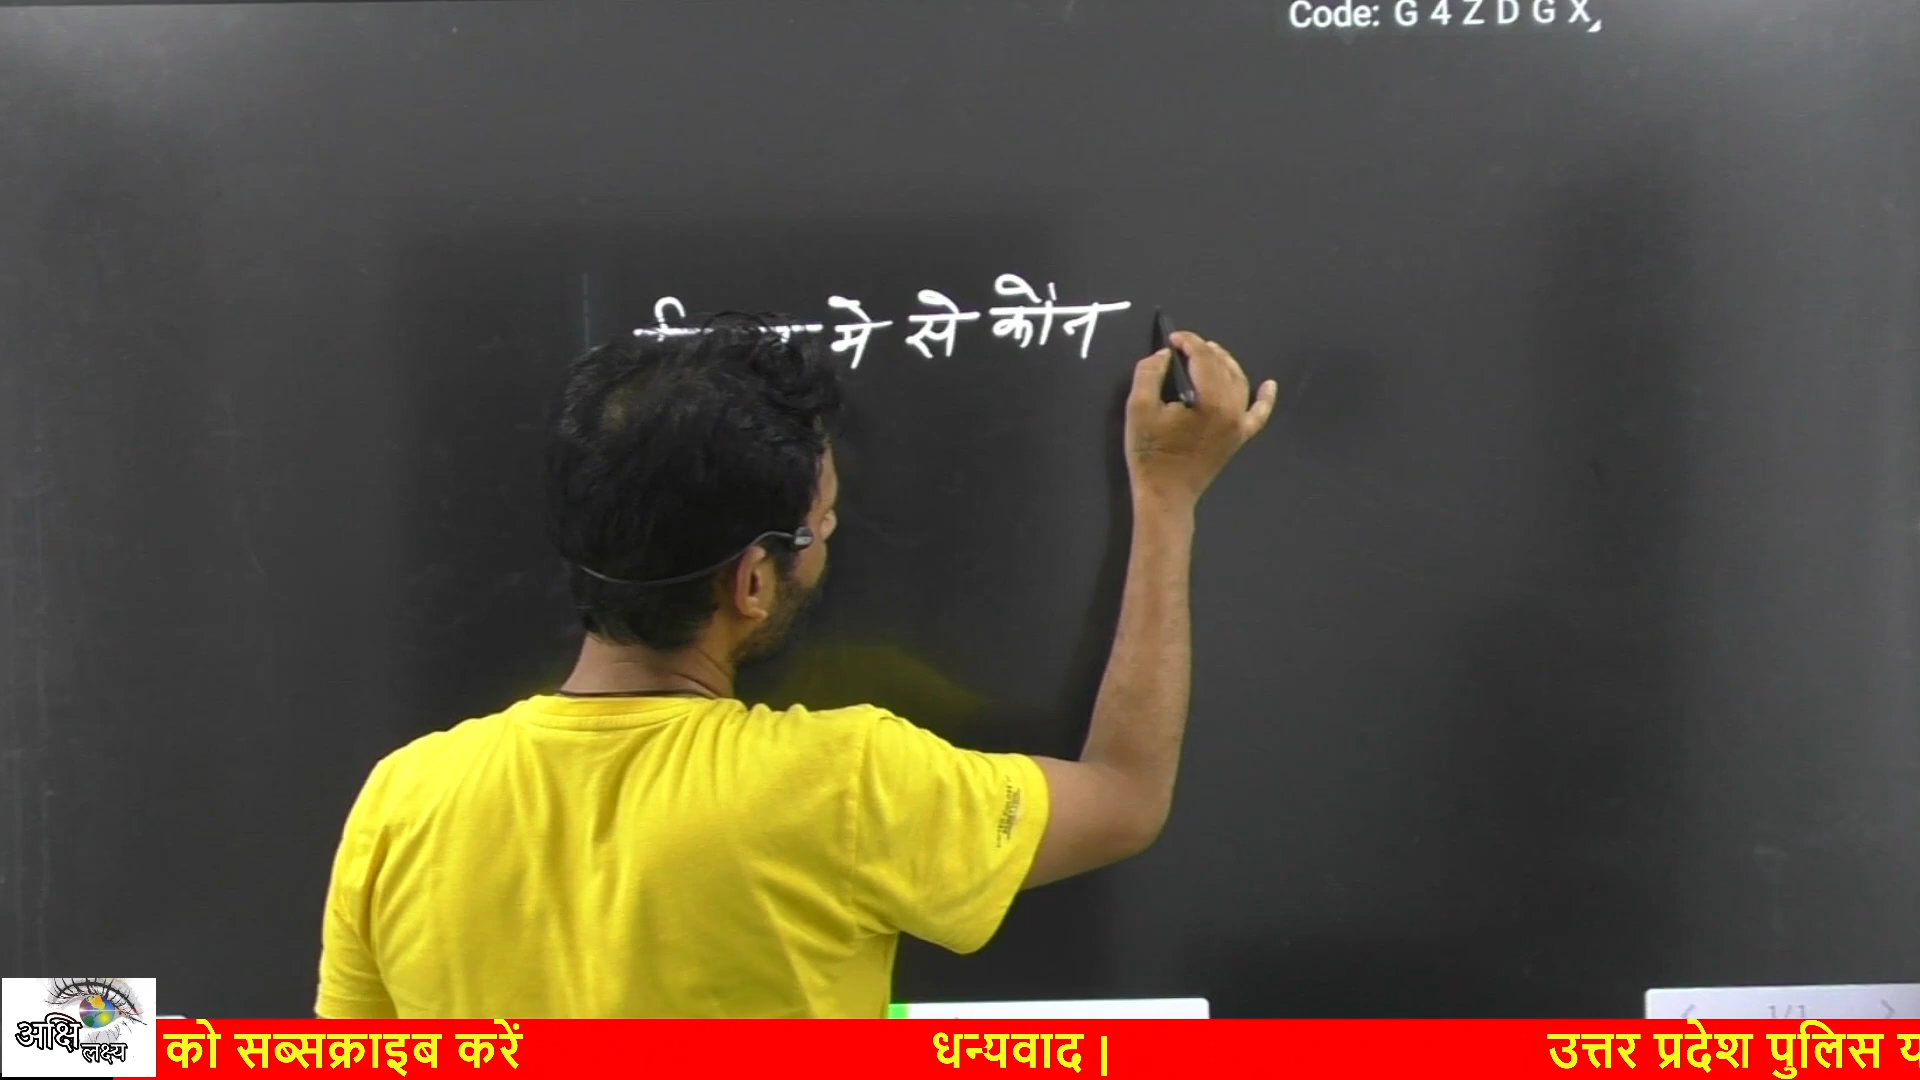 Code: G 4 Z D G X
मे से कौन
अक्षि
लक्ष्य
को सब्सक्राइब करें धन्यवाद | उत्तर प्रदेश पुलिस